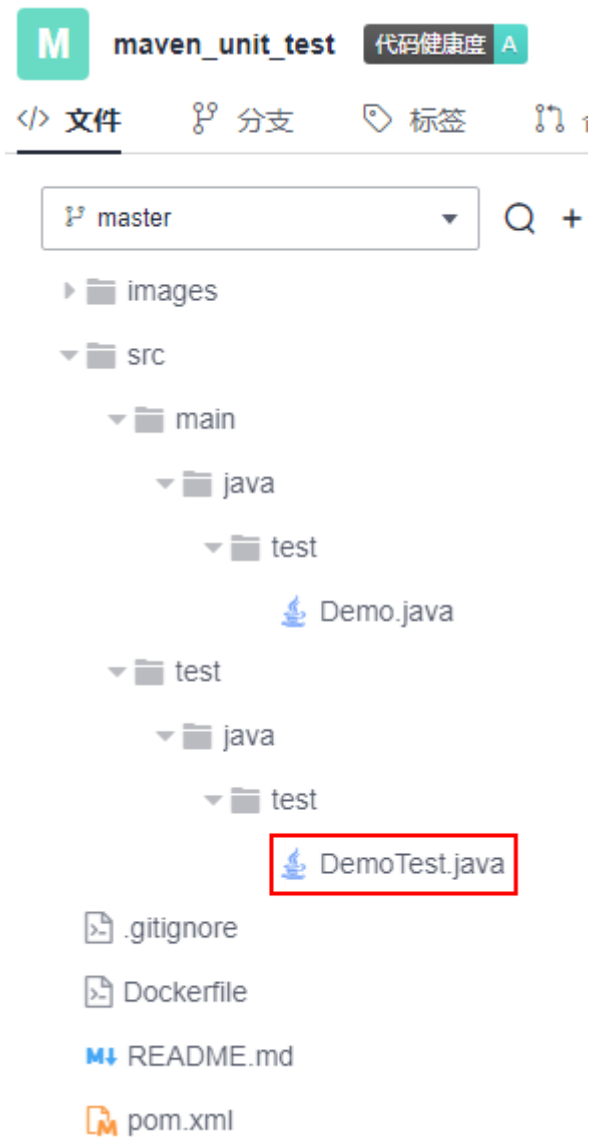 M maven_unit_test 代码健康度 A
</> 文件 分支 标签
master
images
src
main
java
test
Demo.java
test
java
test
DemoTest.java
.gitignore
Dockerfile
README.md
pom.xml